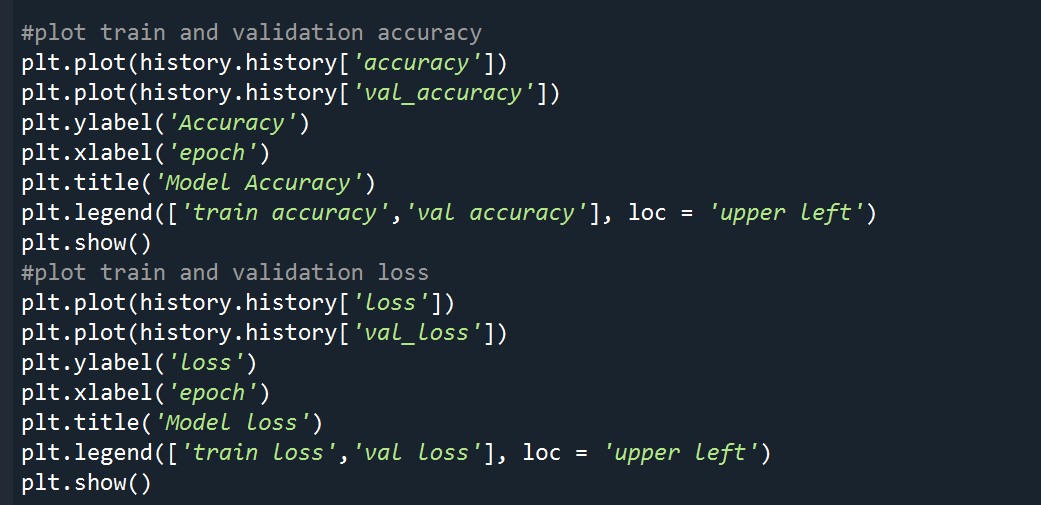 #plot train and validation accuracy
plt.plot(history.history['accuracy'])
plt.plot(history.history['val_accuracy'])
plt.ylabel('Accuracy')
plt.xlabel('epoch')
plt.title('Model Accuracy')
plt.legend(['train accuracy','val accuracy'], loc = 'upper left')
plt.show()
#plot train and validation loss
plt.plot(history.history['loss'])
plt.plot(history.history['val_loss'])
plt.ylabel('loss')
plt.xlabel('epoch')
plt.title('Model loss')
plt.legend(['train loss','val loss'], loc = 'upper left')
plt.show()